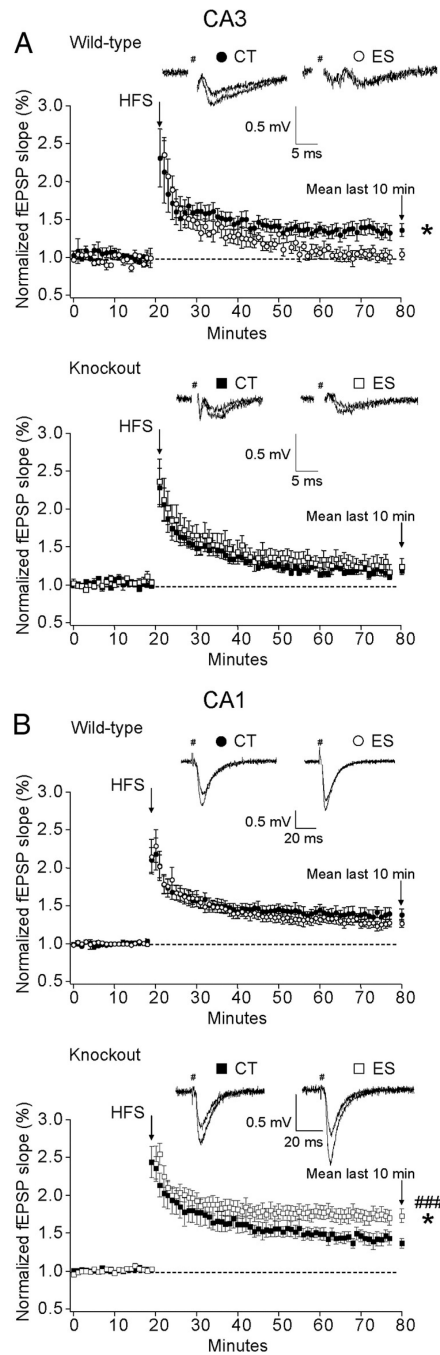 CA3
A
Wild-type
# CT # ES
HFS
0.5 mV
5 ms
Mean last 10 min
*
Normalized fEPSP slope (%)
3.0
2.5
2.0
1.5
1.0
0.5
0 10 20 30 40 50 60 70 80
Minutes
Knockout
# CT # ES
HFS
0.5 mV
5 ms
Mean last 10 min
Normalized fEPSP slope (%)
3.0
2.5
2.0
1.5
1.0
0.5
0 10 20 30 40 50 60 70 80
Minutes
CA1
B
Wild-type
# CT # ES
HFS
0.5 mV
20 ms
Mean last 10 min
Normalized fEPSP slope (%)
3.0
2.5
2.0
1.5
1.0
0.5
0 10 20 30 40 50 60 70 80
Minutes
Knockout
# CT # ES
HFS
0.5 mV
20 ms
Mean last 10 min
###
*
Normalized fEPSP slope (%)
3.0
2.5
2.0
1.5
1.0
0.5
0 10 20 30 40 50 60 70 80
Minutes